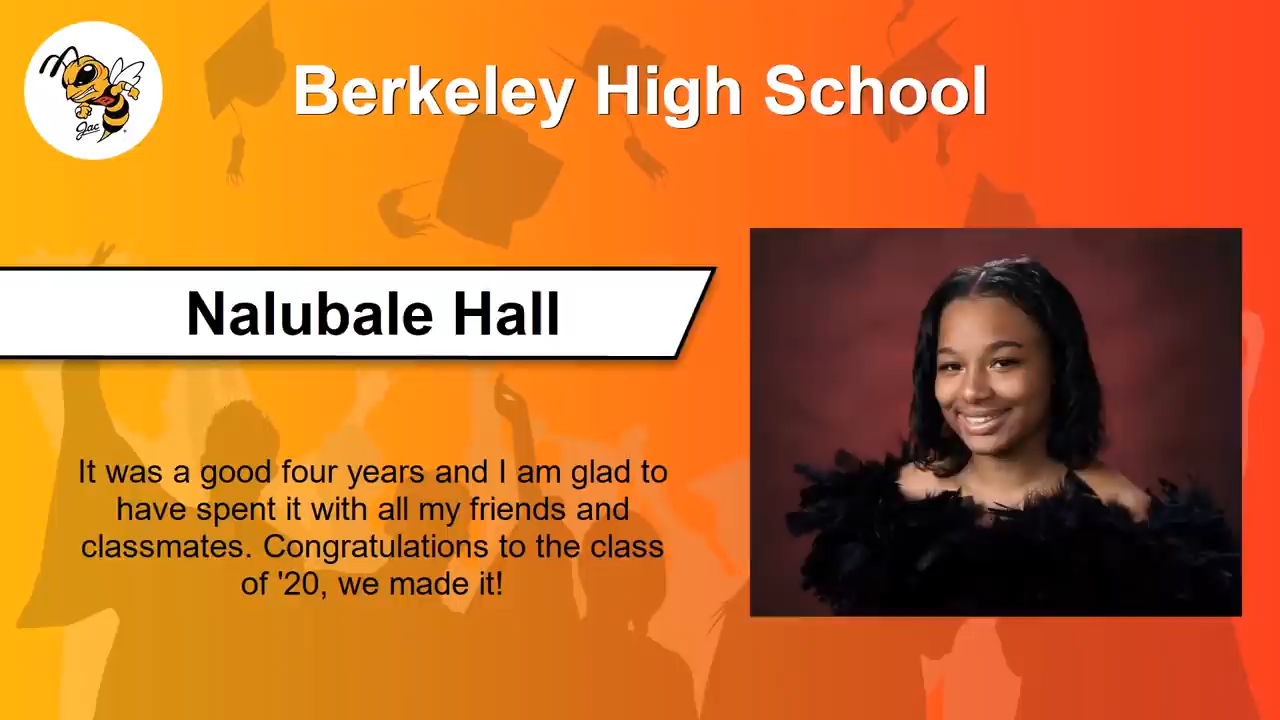 Jac
Berkeley High School
Nalubale Hall
It was a good four years and I am glad to
have spent it with all my friends and
classmates. Congratulations to the class
of '20, we made it!